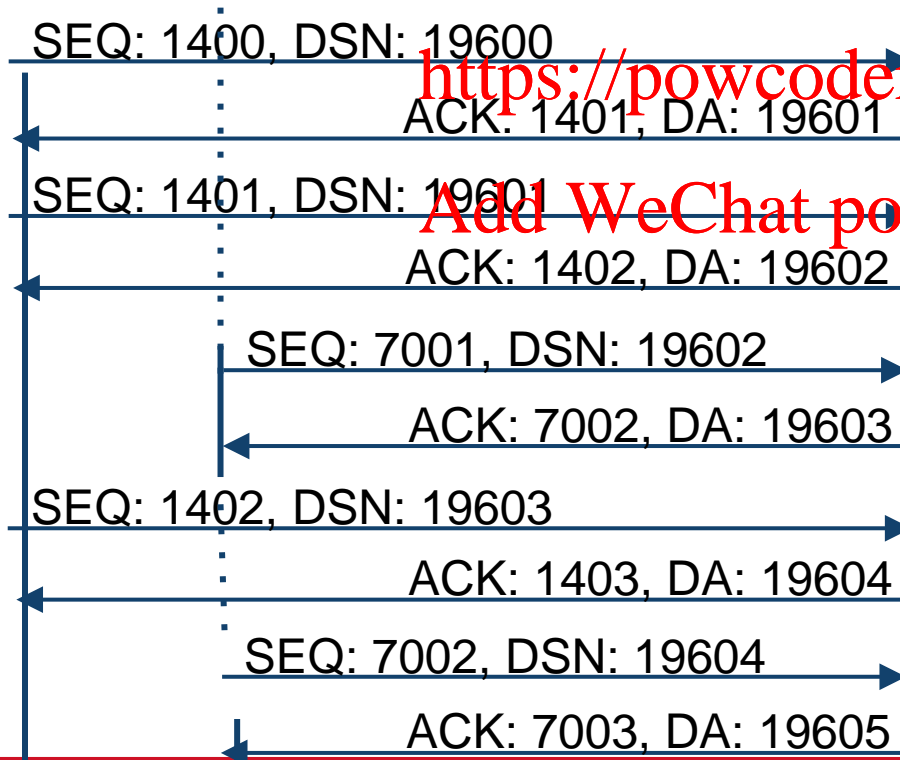 SEQ: 1400, DSN: 19600
https://powcoder
ACK: 1401, DA: 19601
SEQ: 1401, DSN: 19601
Add WeChat po
ACK: 1402, DA: 19602
SEQ: 7001, DSN: 19602
ACK: 7002, DA: 19603
SEQ: 1402, DSN: 19603
ACK: 1403, DA: 19604
SEQ: 7002, DSN: 19604
ACK: 7003, DA: 19605